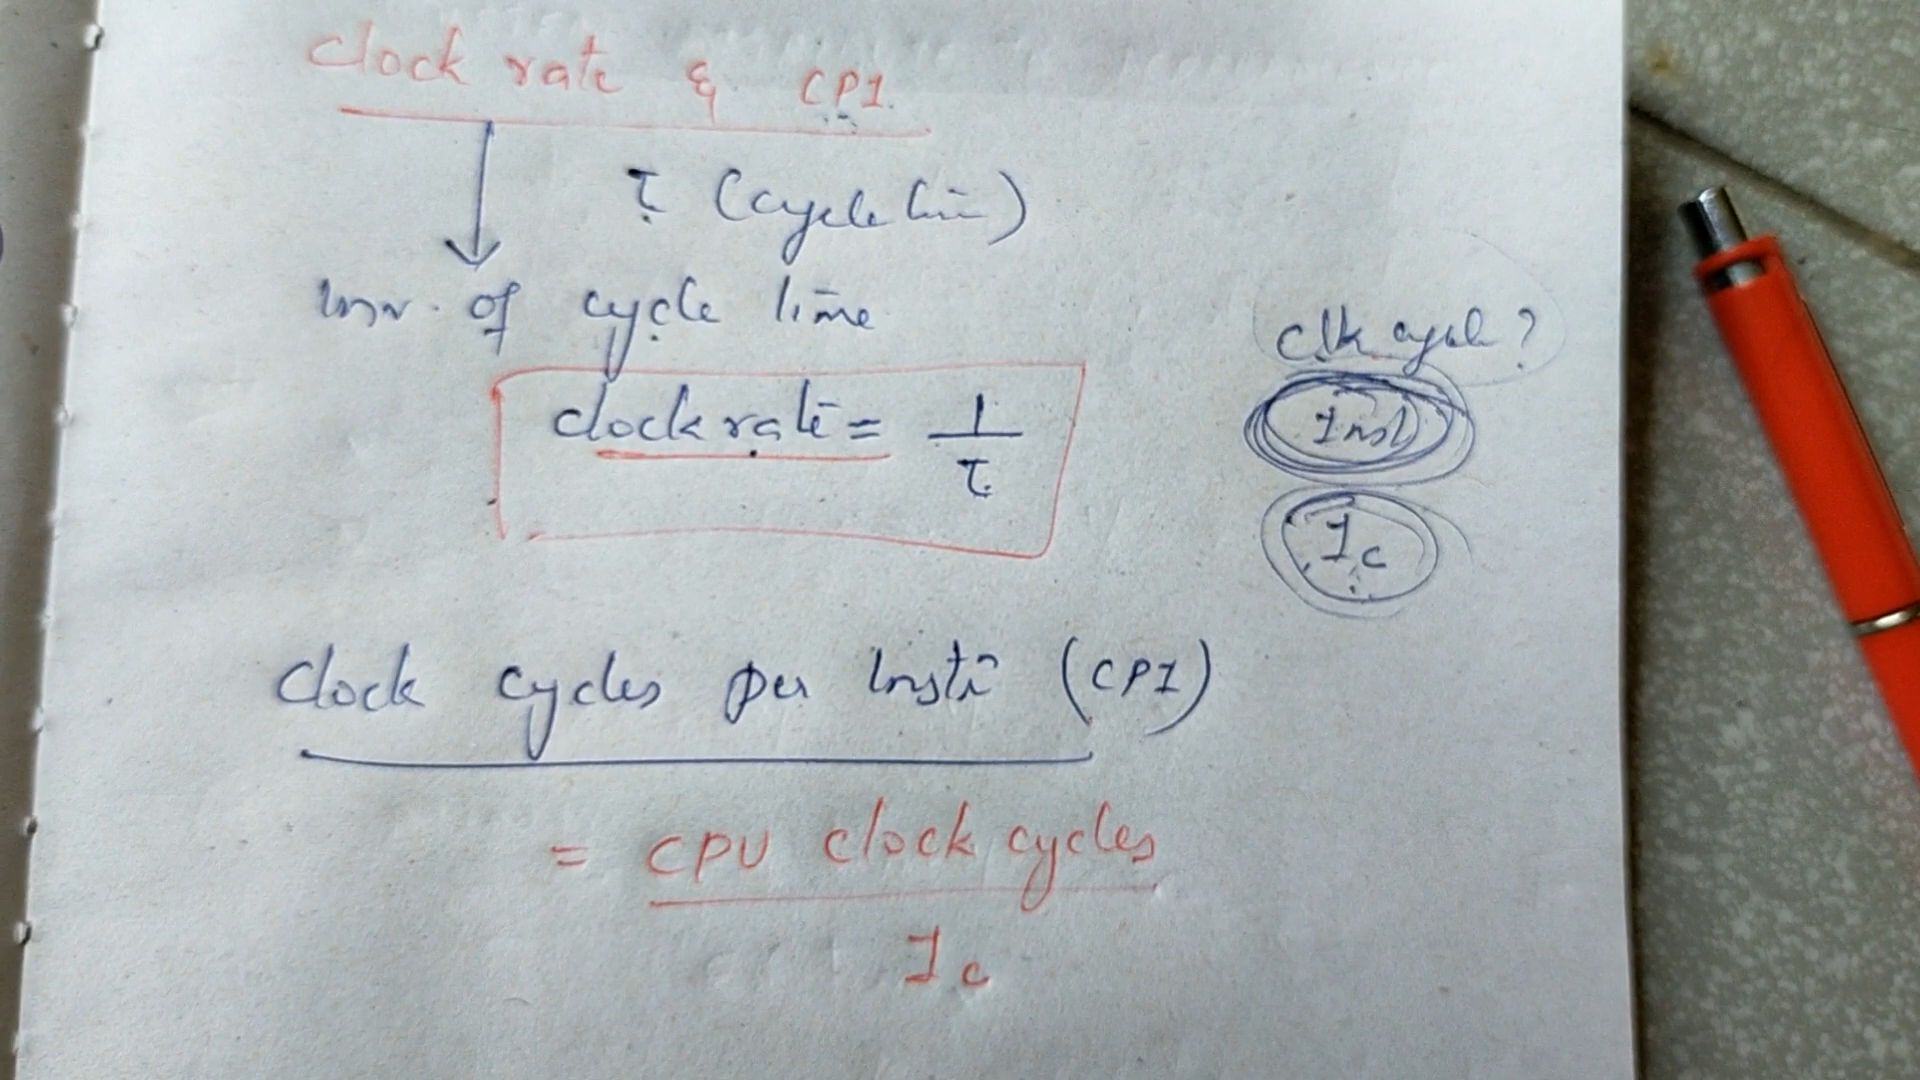 Clock rate & CPI
τ (cycle time)
inv. of cycle time
clock rate = 1
τ
clk cycle ?
Inst
Ic
Clock cycles per Instn (CPI)
= CPU clock cycles
Ic